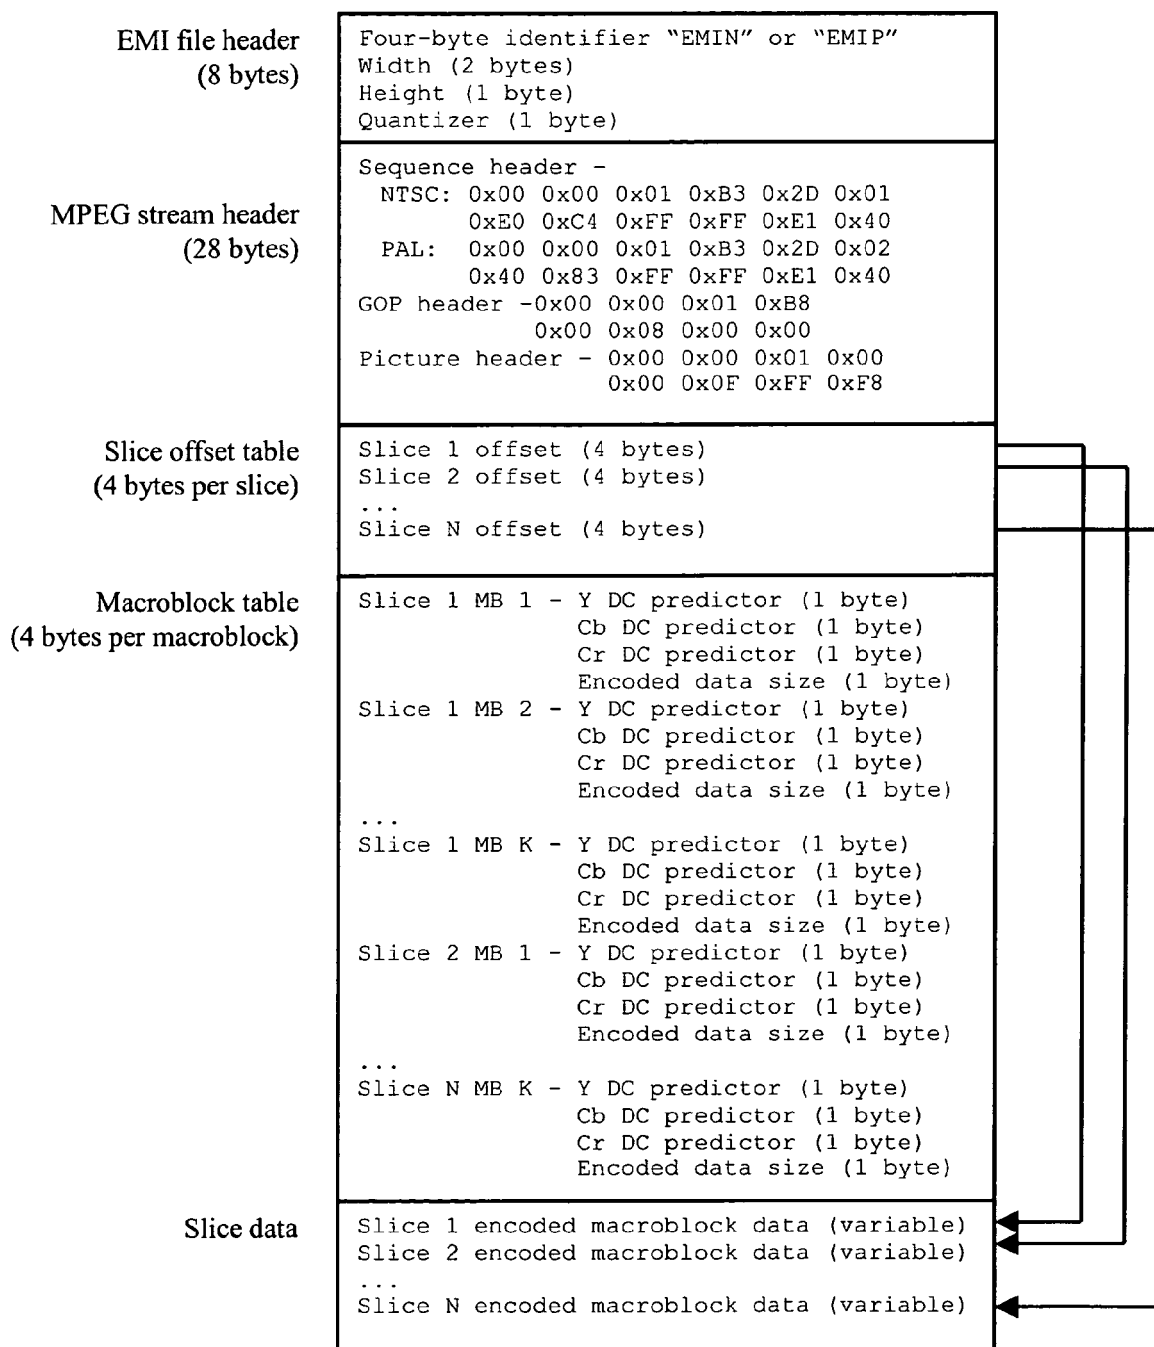 EMI file header
(8 bytes)
Four-byte identifier “EMIN” or “EMIP”
Width (2 bytes)
Height (1 byte)
Quantizer (1 byte)
MPEG stream header
(28 bytes)
Sequence header –
NTSC: 0x00 0x00 0x01 0xB3 0x2D 0x01
0xE0 0xC4 0xFF 0xFF 0xE1 0x40
PAL: 0x00 0x00 0x01 0xB3 0x2D 0x02
0x40 0x83 0xFF 0xFF 0xE1 0x40
GOP header –0x00 0x00 0x01 0xB8
0x00 0x08 0x00 0x00
Picture header – 0x00 0x00 0x01 0x00
0x00 0x0F 0xFF 0xF8
Slice offset table
(4 bytes per slice)
Slice 1 offset (4 bytes)
Slice 2 offset (4 bytes)
...
Slice N offset (4 bytes)
Macroblock table
(4 bytes per macroblock)
Slice 1 MB 1 – Y DC predictor (1 byte)
Cb DC predictor (1 byte)
Cr DC predictor (1 byte)
Encoded data size (1 byte)
Slice 1 MB 2 – Y DC predictor (1 byte)
Cb DC predictor (1 byte)
Cr DC predictor (1 byte)
Encoded data size (1 byte)
...
Slice 1 MB K – Y DC predictor (1 byte)
Cb DC predictor (1 byte)
Cr DC predictor (1 byte)
Encoded data size (1 byte)
Slice 2 MB 1 – Y DC predictor (1 byte)
Cb DC predictor (1 byte)
Cr DC predictor (1 byte)
Encoded data size (1 byte)
...
Slice N MB K – Y DC predictor (1 byte)
Cb DC predictor (1 byte)
Cr DC predictor (1 byte)
Encoded data size (1 byte)
Slice data
Slice 1 encoded macroblock data (variable)
Slice 2 encoded macroblock data (variable)
...
Slice N encoded macroblock data (variable)